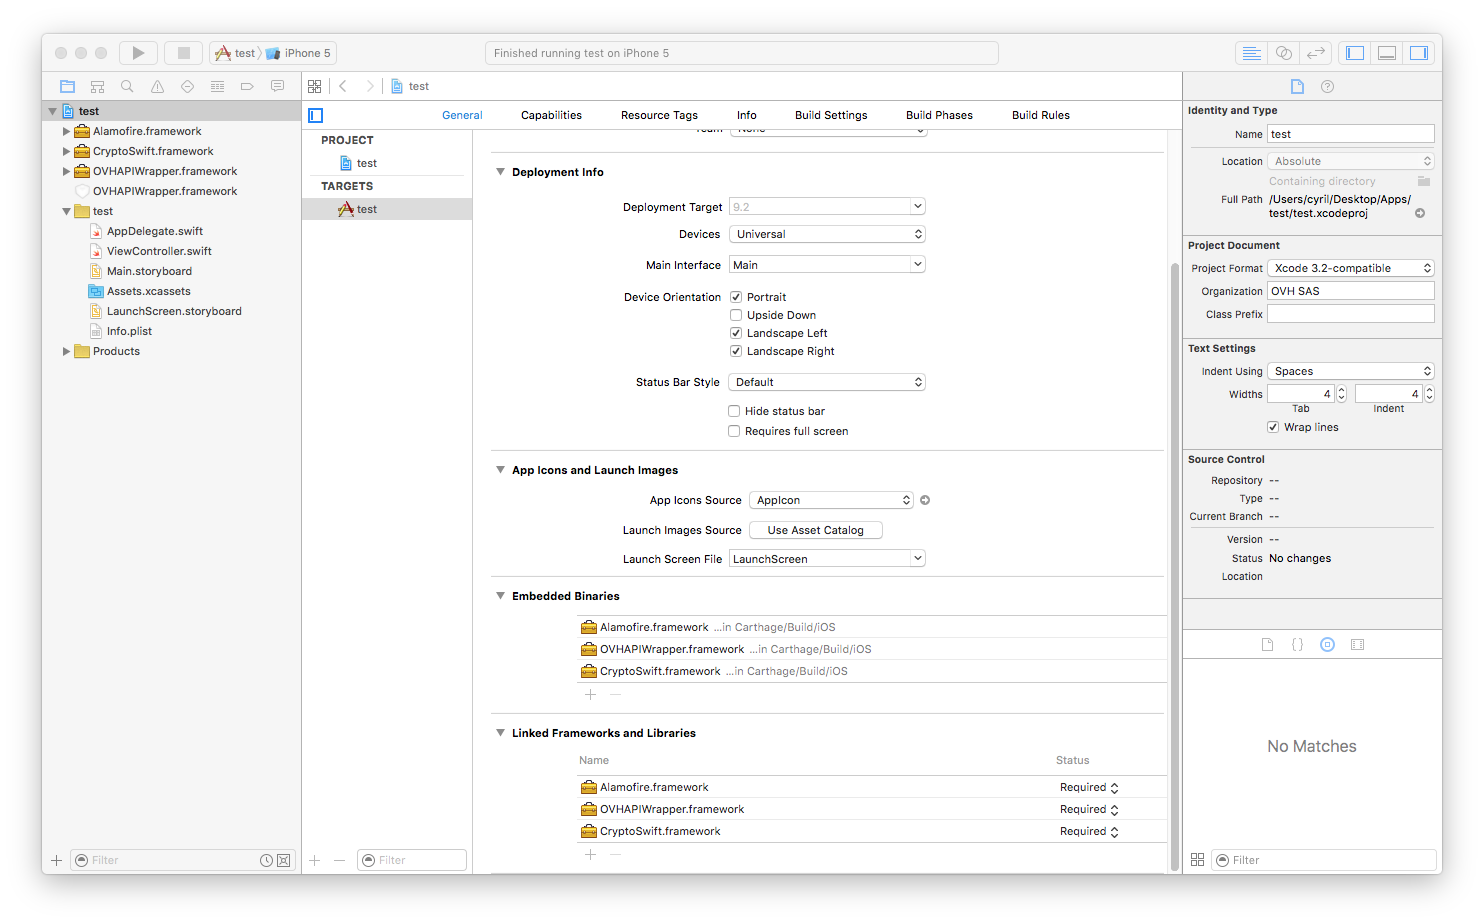 test
iPhone 5
Finished running test on iPhone 5
test
Alamofire.framework
CryptoSwift.framework
OVHAPIWrapper.framework
OVHAPIWrapper.framework
test
AppDelegate.swift
ViewController.swift
Main.storyboard
Assets.xcassets
LaunchScreen.storyboard
Info.plist
Products
Filter
test
General Capabilities Resource Tags Info Build Settings Build Phases Build Rules
PROJECT
test
TARGETS
test
Filter
Team None
Deployment Info
Deployment Target 9.2
Devices Universal
Main Interface Main
Device Orientation Portrait
Upside Down
Landscape Left
Landscape Right
Status Bar Style Default
Hide status bar
Requires full screen
App Icons and Launch Images
App Icons Source AppIcon
Launch Images Source Use Asset Catalog
Launch Screen File LaunchScreen
Embedded Binaries
Alamofire.framework ...in Carthage/Build/iOS
OVHAPIWrapper.framework ...in Carthage/Build/iOS
CryptoSwift.framework ...in Carthage/Build/iOS
Linked Frameworks and Libraries
Name Status
Alamofire.framework Required
OVHAPIWrapper.framework Required
CryptoSwift.framework Required
Identity and Type
Name test
Location Absolute
Containing directory
Full Path /Users/cyril/Desktop/Apps/
test/test.xcodeproj
Project Document
Project Format Xcode 3.2-compatible
Organization OVH SAS
Class Prefix
Text Settings
Indent Using Spaces
Widths 4 4
Tab Indent
Wrap lines
Source Control
Repository --
Type --
Current Branch --
Version --
Status No changes
Location
No Matches
Filter